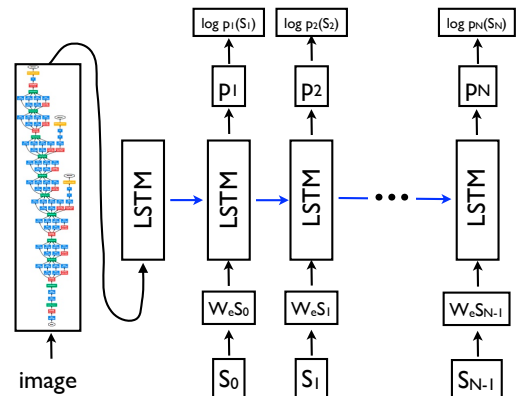 log p1(S1) log p2(S2) log pN(SN)
p1 p2 pN
LSTM LSTM LSTM LSTM
WeS0 WeS1 WeSN-1
image S0 S1 SN-1